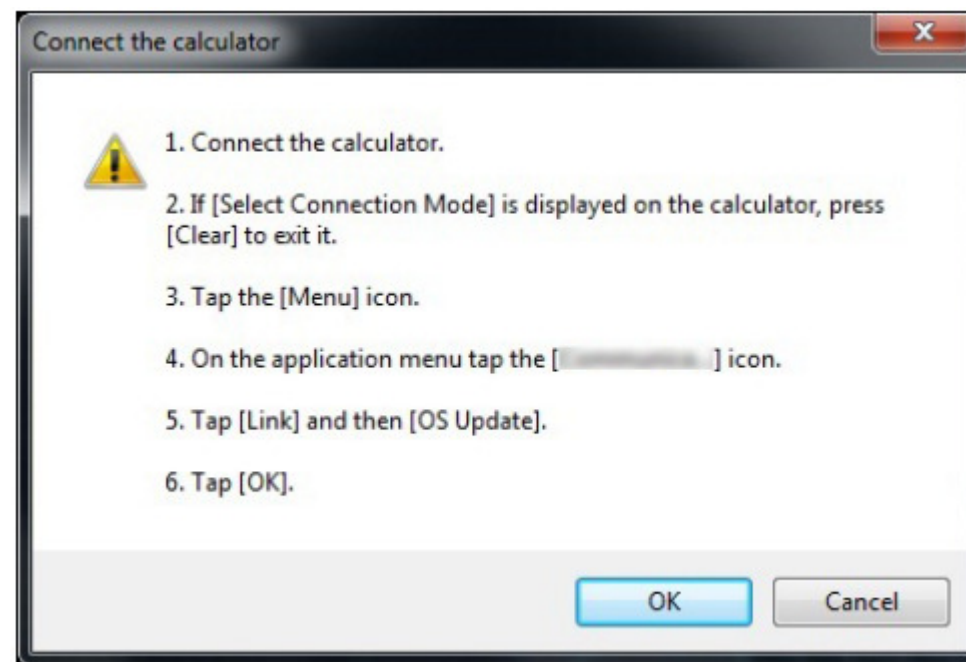 Connect the calculator
1. Connect the calculator.
2. If [Select Connection Mode] is displayed on the calculator, press
[Clear] to exit it.
3. Tap the [Menu] icon.
4. On the application menu tap the [ ] icon.
5. Tap [Link] and then [OS Update].
6. Tap [OK].
OK
Cancel